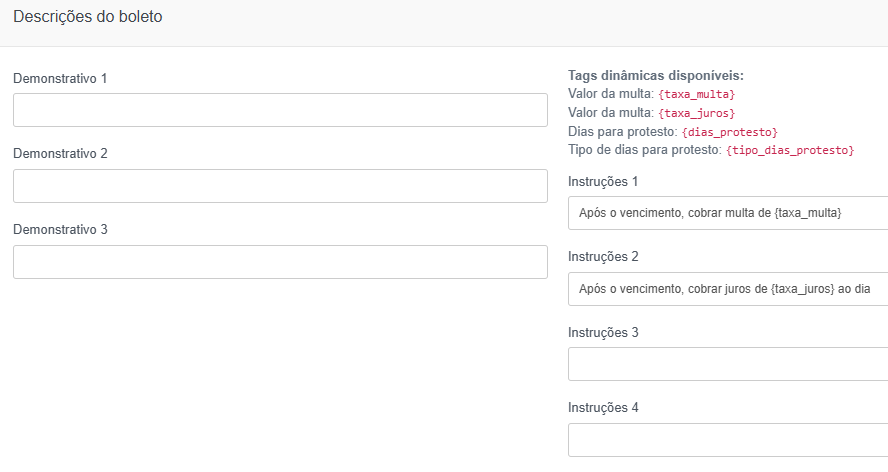 Descrições do boleto
Demonstrativo 1
Demonstrativo 2
Demonstrativo 3
Tags dinâmicas disponíveis:
Valor da multa: {taxa_multa}
Valor da multa: {taxa_juros}
Dias para protesto: {dias_protesto}
Tipo de dias para protesto: {tipo_dias_protesto}
Instruções 1
Após o vencimento, cobrar multa de {taxa_multa}
Instruções 2
Após o vencimento, cobrar juros de {taxa_juros} ao dia
Instruções 3
Instruções 4